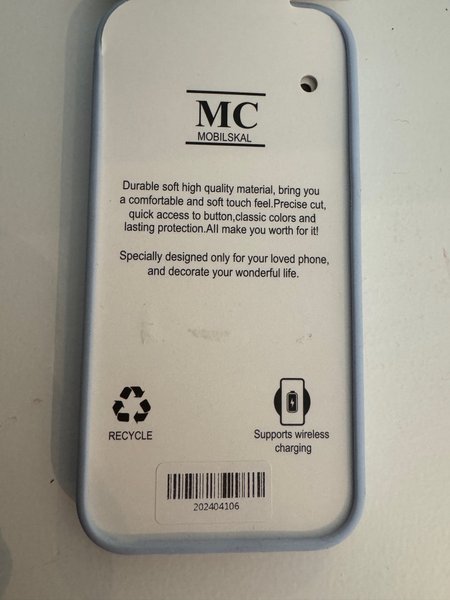 MC
MOBILSKAL
Durable soft high quality material, bring you
a comfortable and soft touch feel.Precise cut,
quick access to button,classic colors and
lasting protection.All make you worth for it!
Specially designed only for your loved phone,
and decorate your wonderful life.
RECYCLE
Supports wireless
charging
202404106